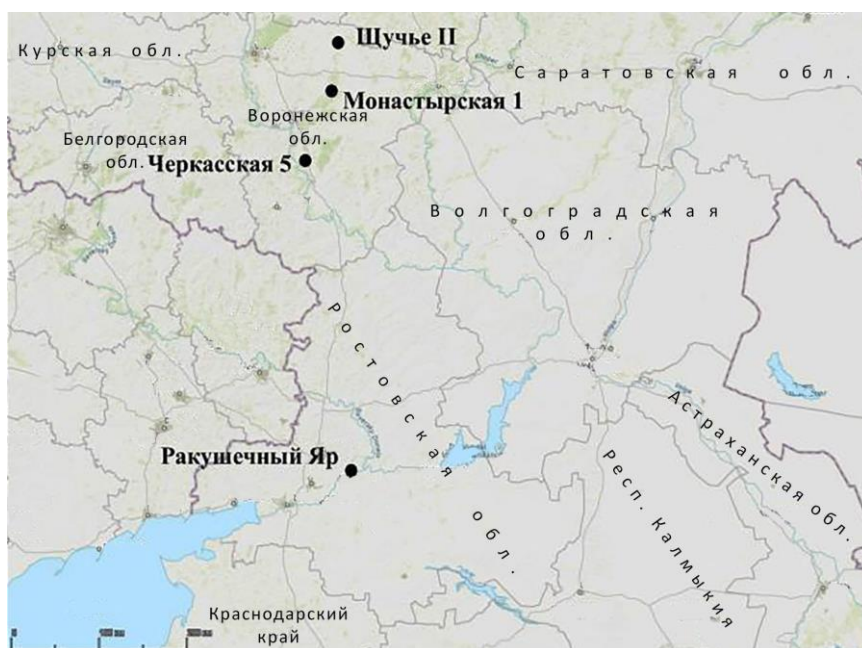 Щучье II
Курская обл.
Саратовская обл.
Монастырская 1
Воронежская
обл.
Белгородская
обл.
Черкасская 5
Волгоградская
обл.
Ростовская обл.
Астраханская обл.
Ракушечный Яр
Респ. Калмыкия
Краснодарский
край